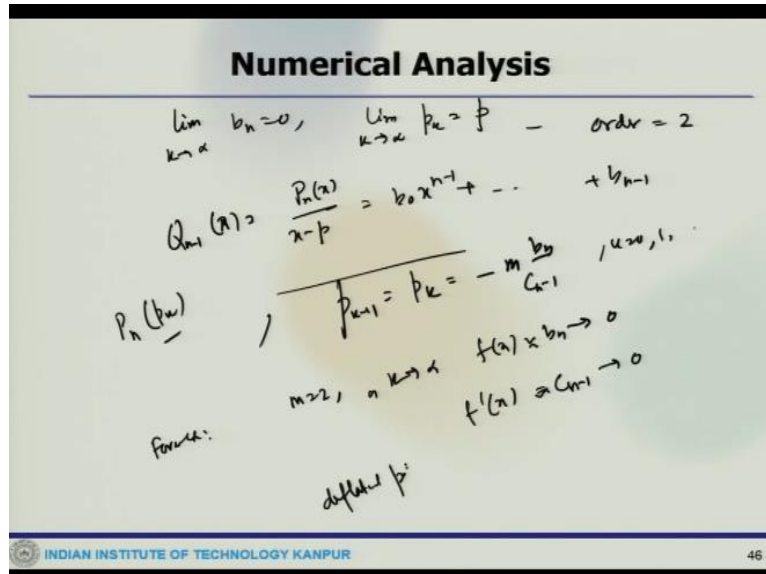 Numerical Analysis
lim b_n = 0, lim p_k = p - order = 2
k→α k→α
Q_{n-1}(x) = P_n(x) / x-p = b_0 x^{n-1} + - .. + b_{n-1}
P_n(p_k) , p_{k+1} = p_k = - m b_n / C_{n-1} , k=0, 1, .
m=2, k→α f(x) x b_n → 0
f'(x) = C_{n-1} → 0
deflated p
INDIAN INSTITUTE OF TECHNOLOGY KANPUR 46